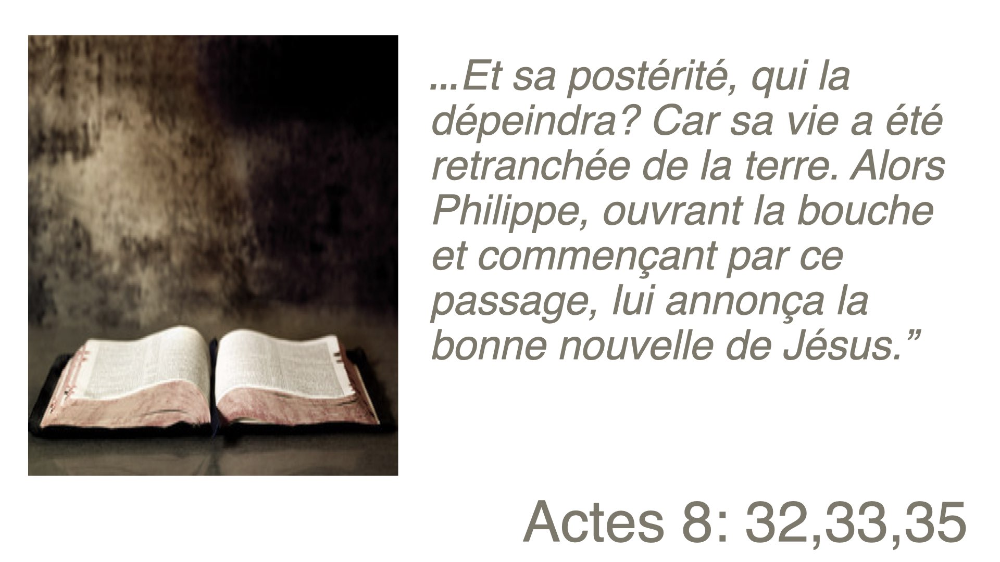 ...Et sa postérité, qui la
dépeindra? Car sa vie a été
retranchée de la terre. Alors
Philippe, ouvrant la bouche
et commençant par ce
passage, lui annonça la
bonne nouvelle de Jésus.”
Actes 8: 32,33,35